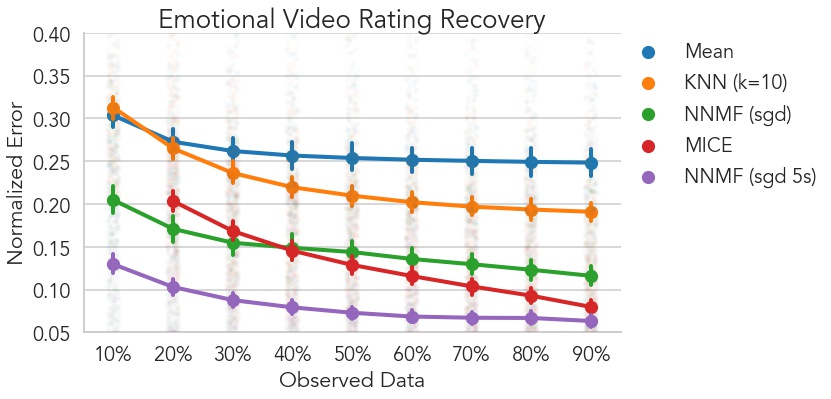 Emotional Video Rating Recovery
Normalized Error
0.40
0.35
0.30
0.25
0.20
0.15
0.10
0.05
10% 20% 30% 40% 50% 60% 70% 80% 90%
Observed Data
Mean
KNN (k=10)
NNMF (sgd)
MICE
NNMF (sgd 5s)